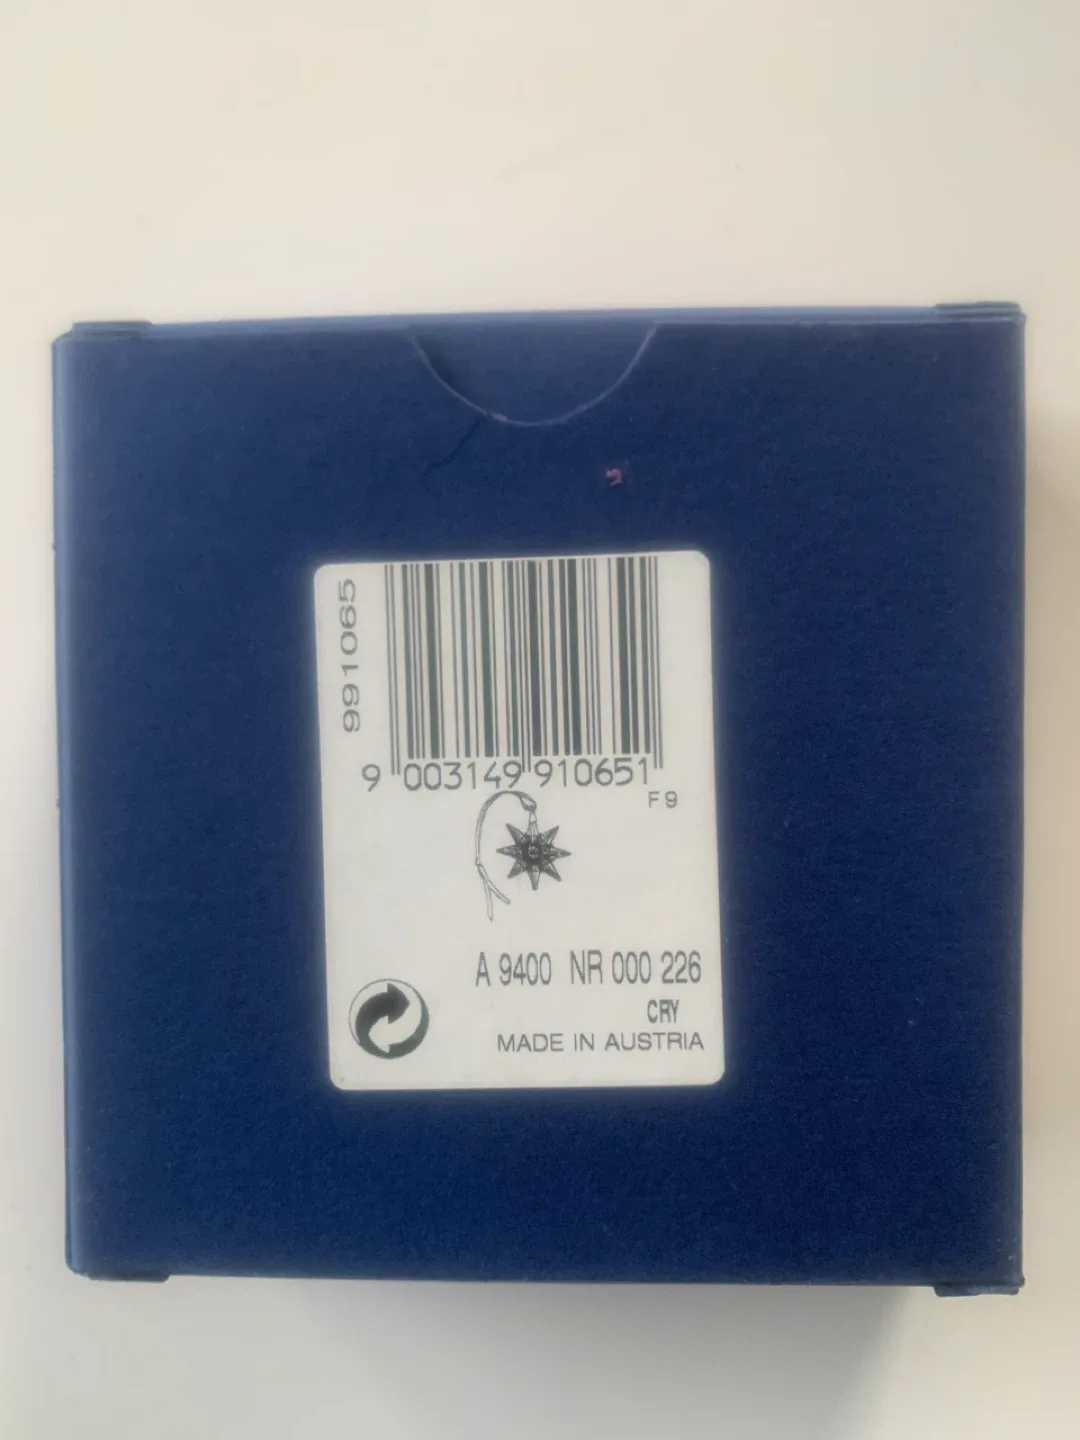 991065
9 003149 910651
F9
A 9400 NR 000 226
CRY
MADE IN AUSTRIA